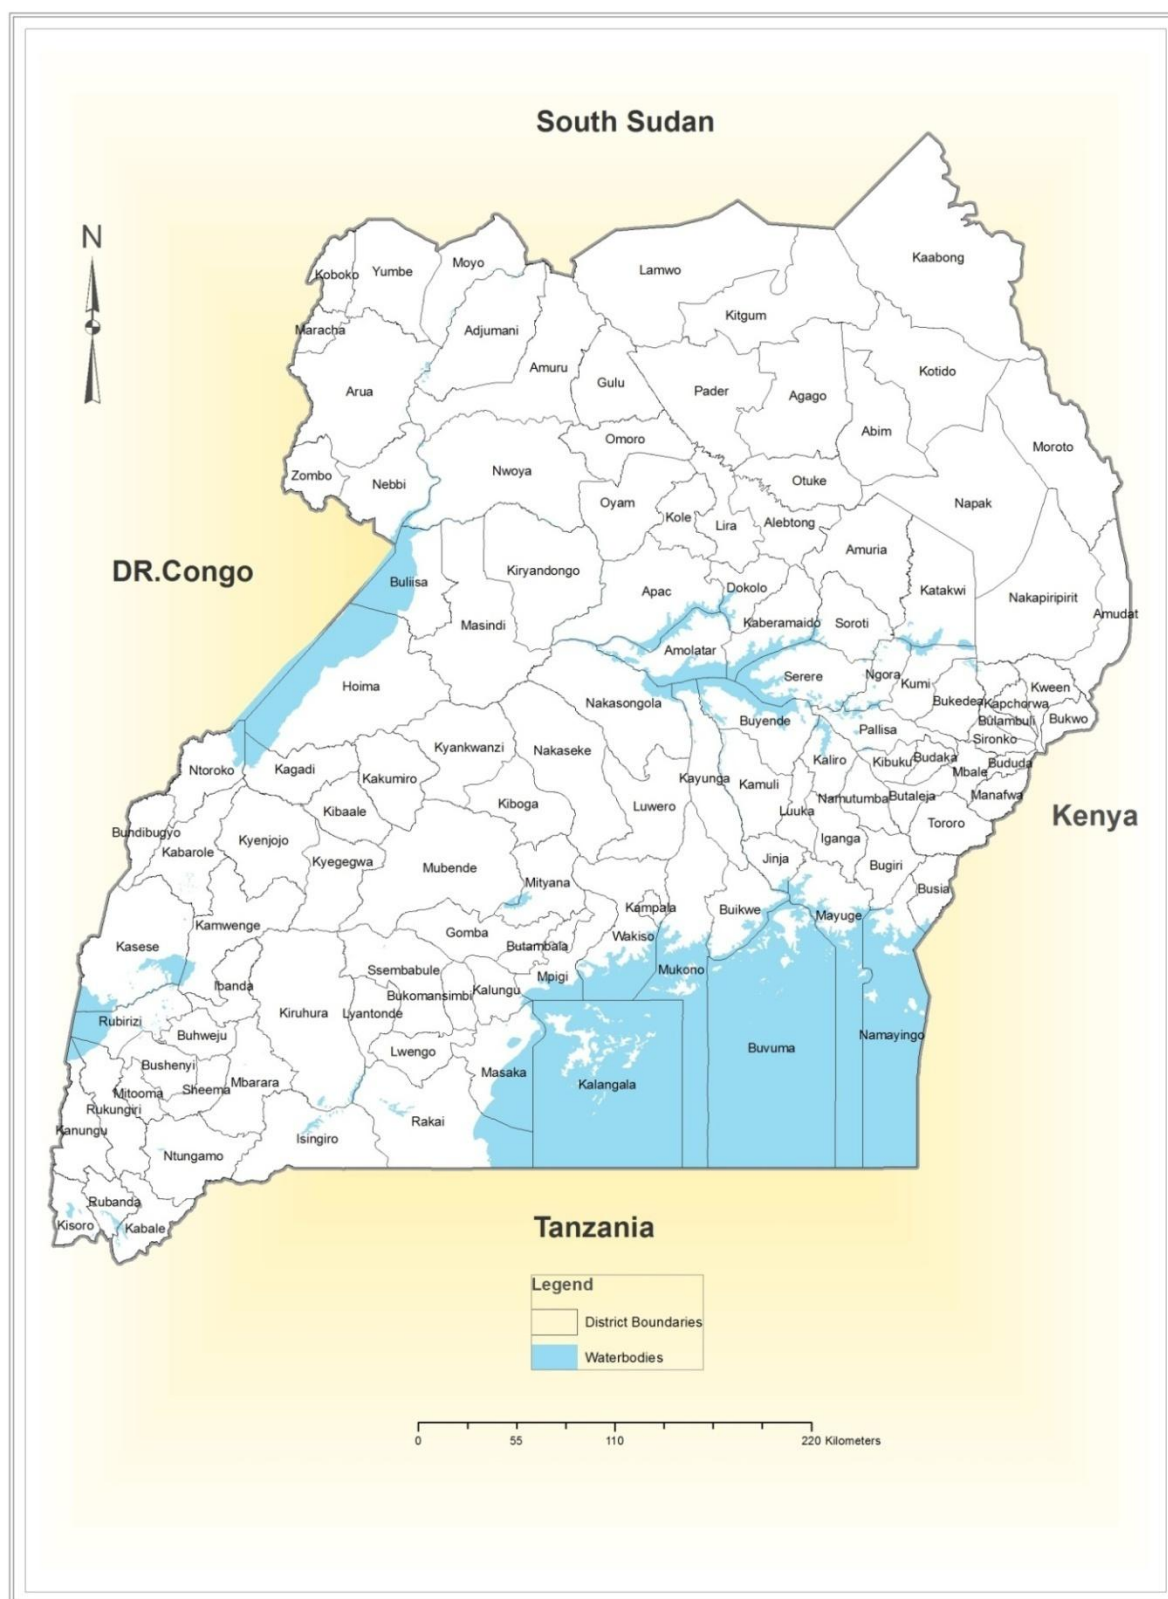 South Sudan
N
Kaabong
Moyo
Lamwo
Koboko
Yumbe
Kitgum
Maracha
Adjumani
Amuru
Kotido
Gulu
Arua
Pader
Agago
Abim
Omoro
Moroto
Zombo
Nebbi
Nwoya
Otuke
Oyam
Napak
Kole
Lira
Alebtong
Amuria
DR.Congo
Kiryandongo
Buliisa
Apac
Dokolo
Katakwi
Nakapiripirit
Amudat
Masindi
Kaberamaido
Soroti
Amolatar
Hoima
Serere
Ngora
Kumi
Kween
Nakasongola
Bukedea
Kapchorwa
Buyende
Bulambuli
Bukwo
Pallisa
Sironko
Kyankwanzi
Nakaseke
Ntoroko
Kagadi
Kakumiro
Kayunga
Kamuli
Kaliro
Kibuku
Budaka
Mbale
Bududa
Kibaale
Kiboga
Luwero
Luuka
Namutumba
Butaleja
Manafwa
Kenya
Tororo
Bundibugyo
Kabarole
Kyenjojo
Kyegegwa
Iganga
Mubende
Jinja
Bugiri
Mityana
Busia
Kampala
Buikwe
Mayuge
Kamwenge
Gomba
Wakiso
Kasese
Butambala
Ssembabule
Mpigi
Mukono
Ibanda
Bukomansimbi
Kalungu
Kiruhura
Lyantonde
Rubirizi
Buhweju
Namayingo
Lwengo
Buvuma
Bushenyi
Masaka
Kalangala
Mitooma
Sheema
Mbarara
Rukungiri
Rakai
Kanungu
Isingiro
Ntungamo
Rubanda
Kisoro
Kabale
Tanzania
Legend
District Boundaries
Waterbodies
0 55 110 220 Kilometers